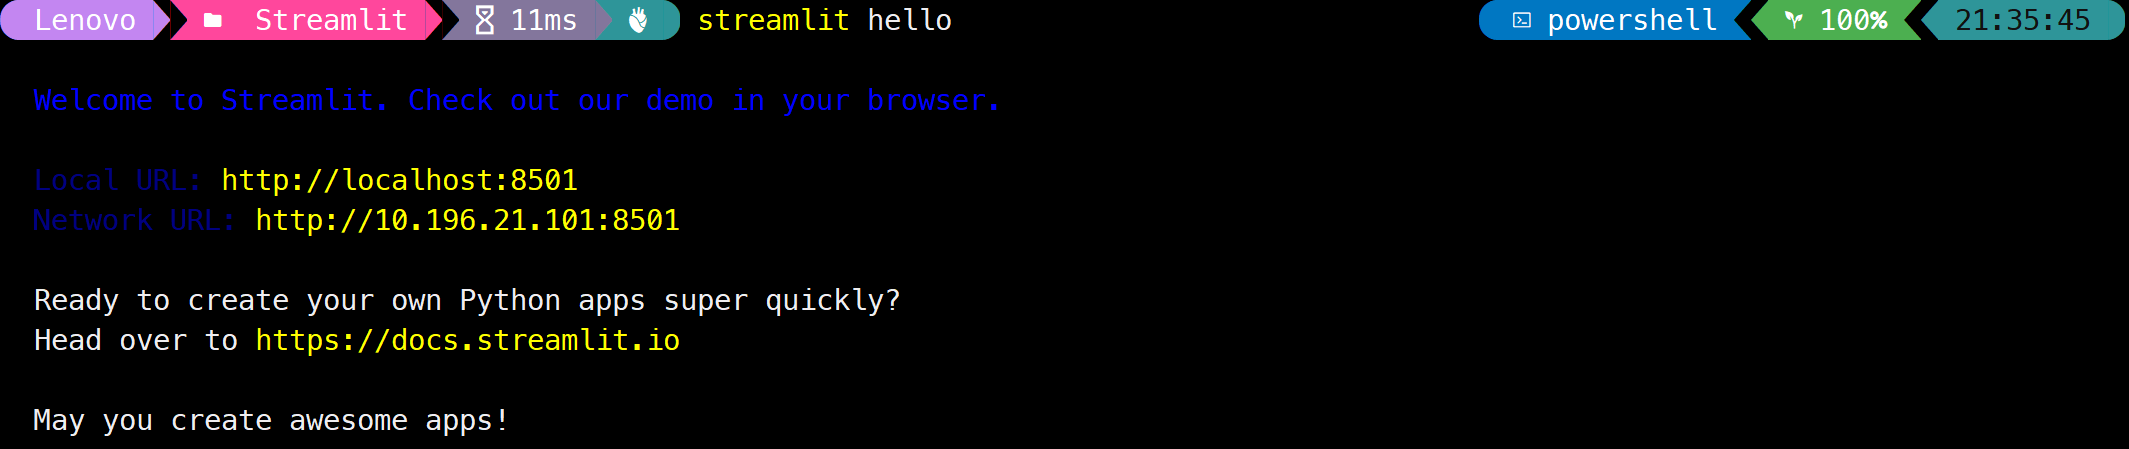 Lenovo Streamlit 11ms streamlit hello powershell 100% 21:35:45
Welcome to Streamlit. Check out our demo in your browser.
Local URL: http://localhost:8501
Network URL: http://10.196.21.101:8501
Ready to create your own Python apps super quickly?
Head over to https://docs.streamlit.io
May you create awesome apps!